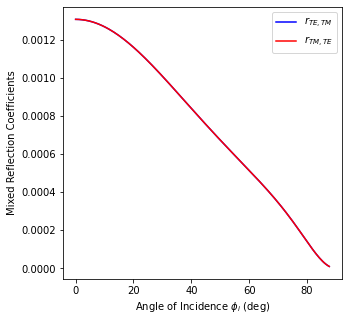 r_{TE,TM}
r_{TM,TE}
0.0012
0.0010
0.0008
0.0006
0.0004
0.0002
0.0000
Mixed Reflection Coefficients
0 20 40 60 80
Angle of Incidence ϕ_i (deg)